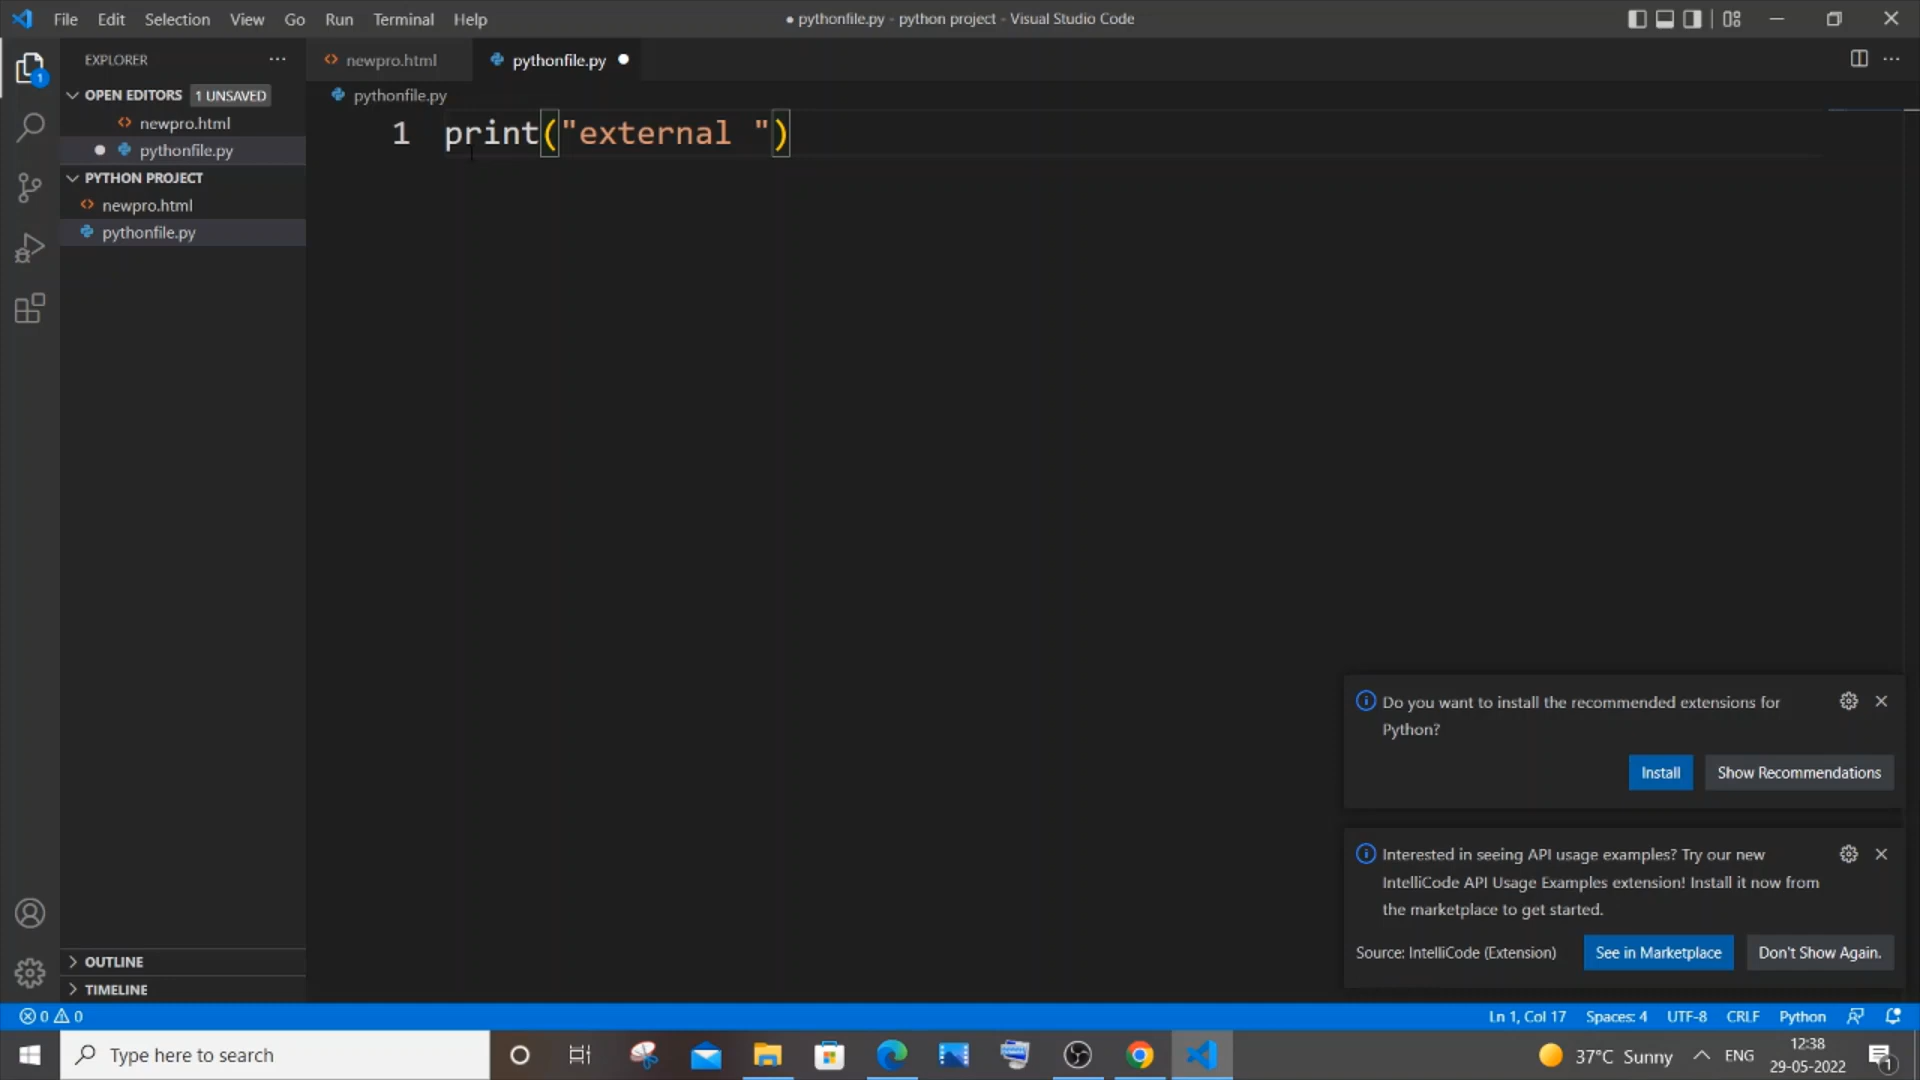 File Edit Selection View Go Run Terminal Help
● pythonfile.py - python project - Visual Studio Code
EXPLORER
newpro.html
pythonfile.py
OPEN EDITORS 1 UNSAVED
pythonfile.py
newpro.html
pythonfile.py
1 print("external ")
PYTHON PROJECT
newpro.html
pythonfile.py
1
Do you want to install the recommended extensions for
Python?
Install Show Recommendations
Interested in seeing API usage examples? Try our new
IntelliCode API Usage Examples extension! Install it now from
the marketplace to get started.
Source: IntelliCode (Extension) See in Marketplace Don't Show Again.
OUTLINE
TIMELINE
0 0
Ln 1, Col 17 Spaces: 4 UTF-8 CRLF Python
Type here to search
37°C Sunny
ENG
12:38
29-05-2022
1